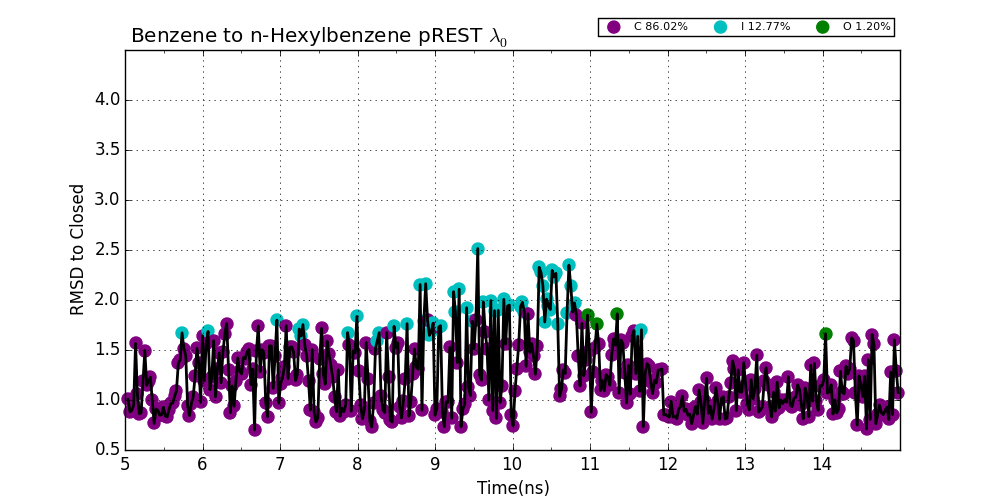 Benzene to n-Hexylbenzene pREST λ₀
C 86.02% I 12.77% O 1.20%
RMSD to Closed
4.0
3.5
3.0
2.5
2.0
1.5
1.0
0.5
5 6 7 8 9 10 11 12 13 14
Time(ns)